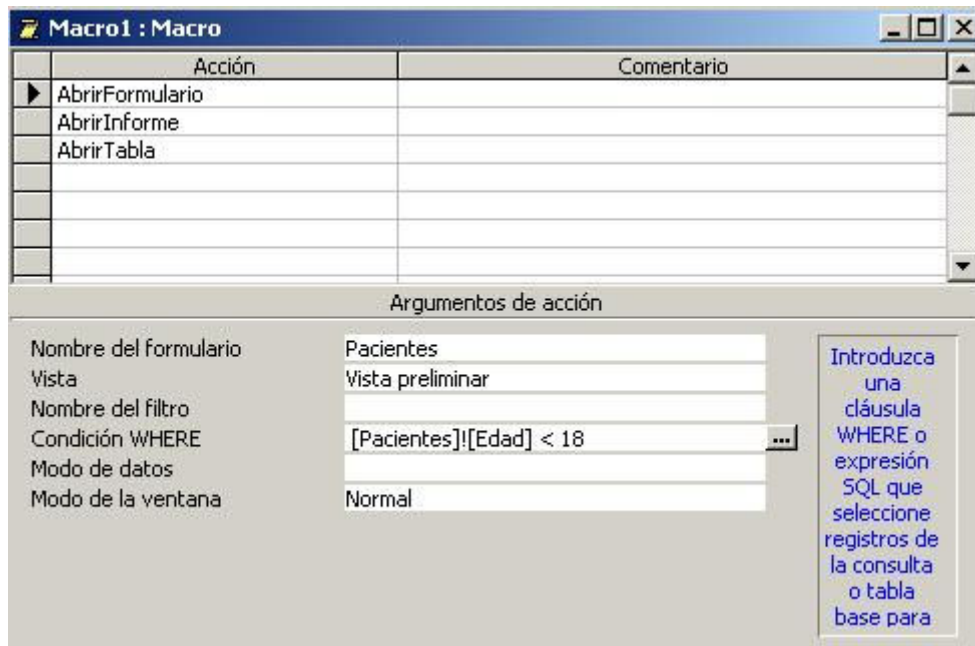 Macro1 : Macro
Acción Comentario
AbrirFormulario
AbrirInforme
AbrirTabla
Argumentos de acción
Nombre del formulario Pacientes
Vista Vista preliminar
Nombre del filtro
Condición WHERE [Pacientes]![Edad] < 18 ...
Modo de datos
Modo de la ventana Normal
Introduzca
una
cláusula
WHERE o
expresión
SQL que
seleccione
registros de
la consulta
o tabla
base para